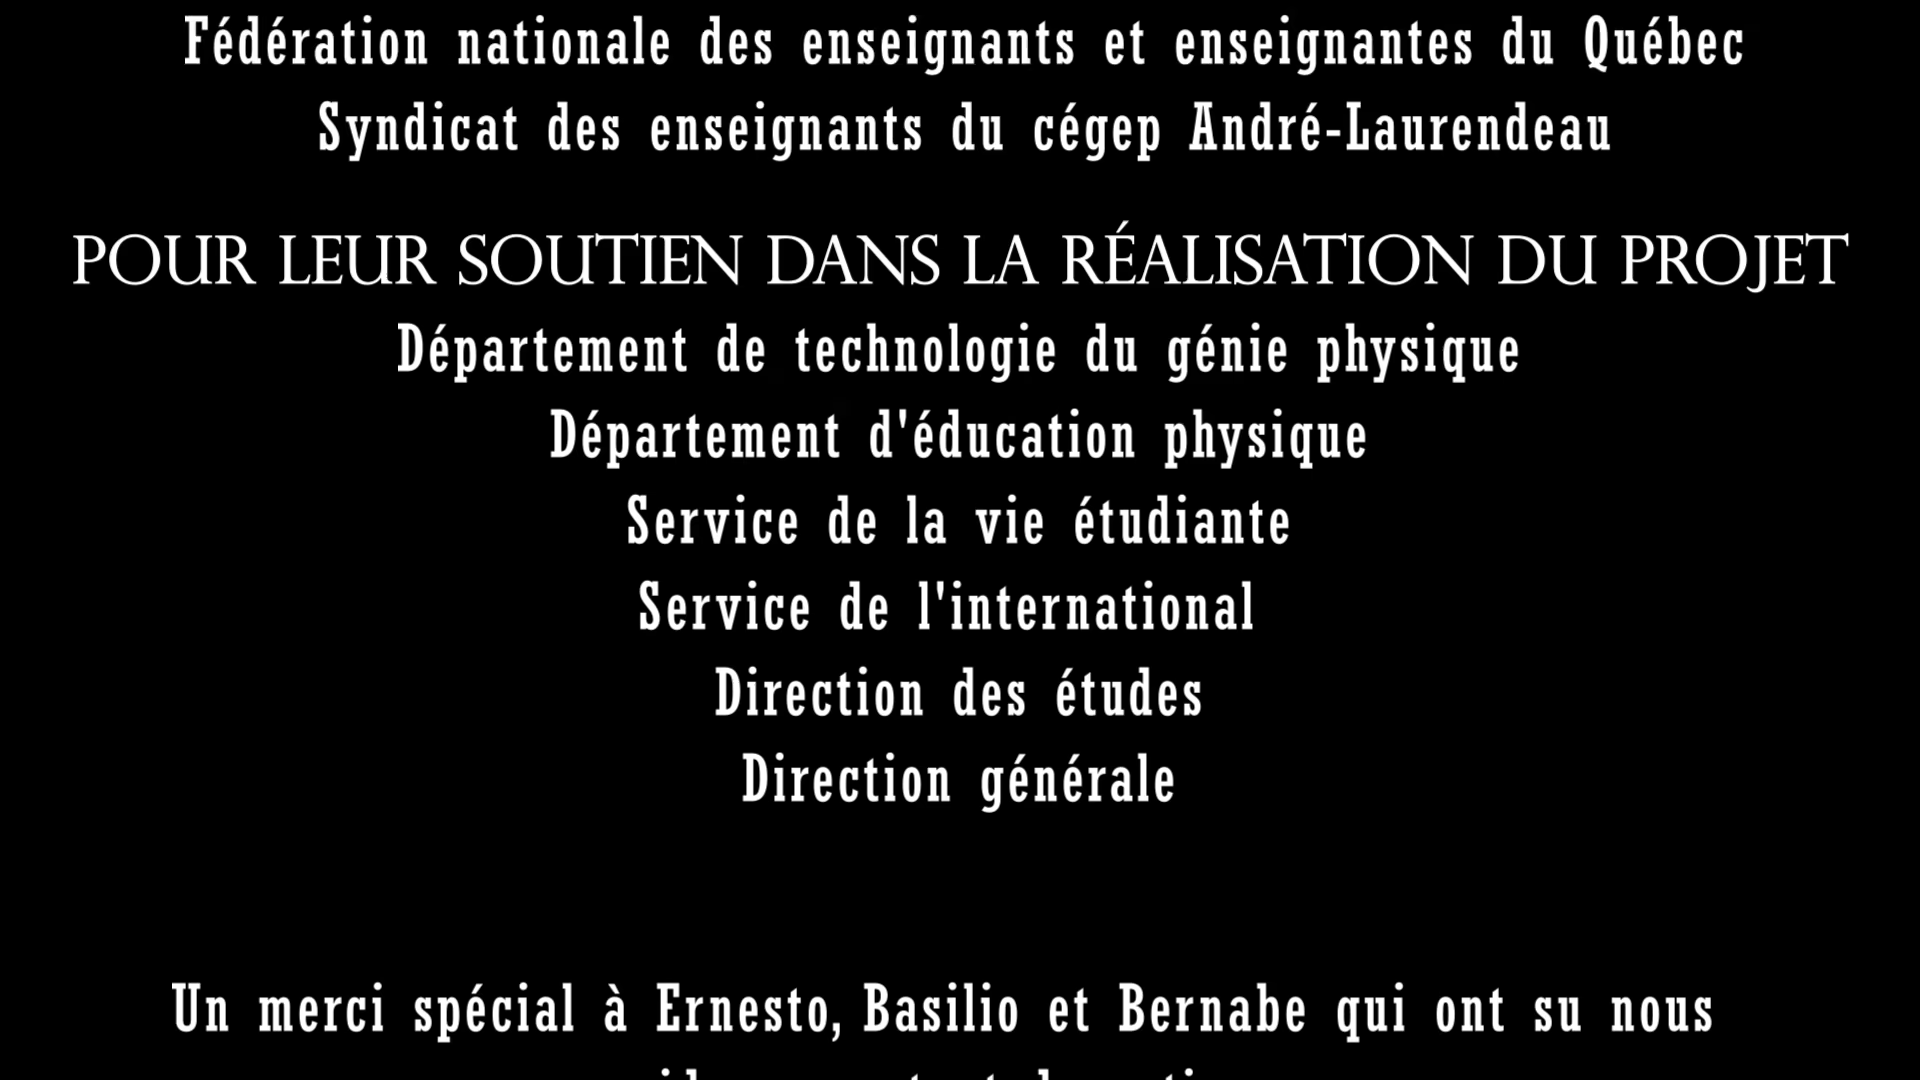 Fédération nationale des enseignants et enseignantes du Québec
Syndicat des enseignants du cégep André-Laurendeau
POUR LEUR SOUTIEN DANS LA RÉALISATION DU PROJET
Département de technologie du génie physique
Département d'éducation physique
Service de la vie étudiante
Service de l'international
Direction des études
Direction générale
Un merci spécial à Ernesto, Basilio et Bernabe qui ont su nous